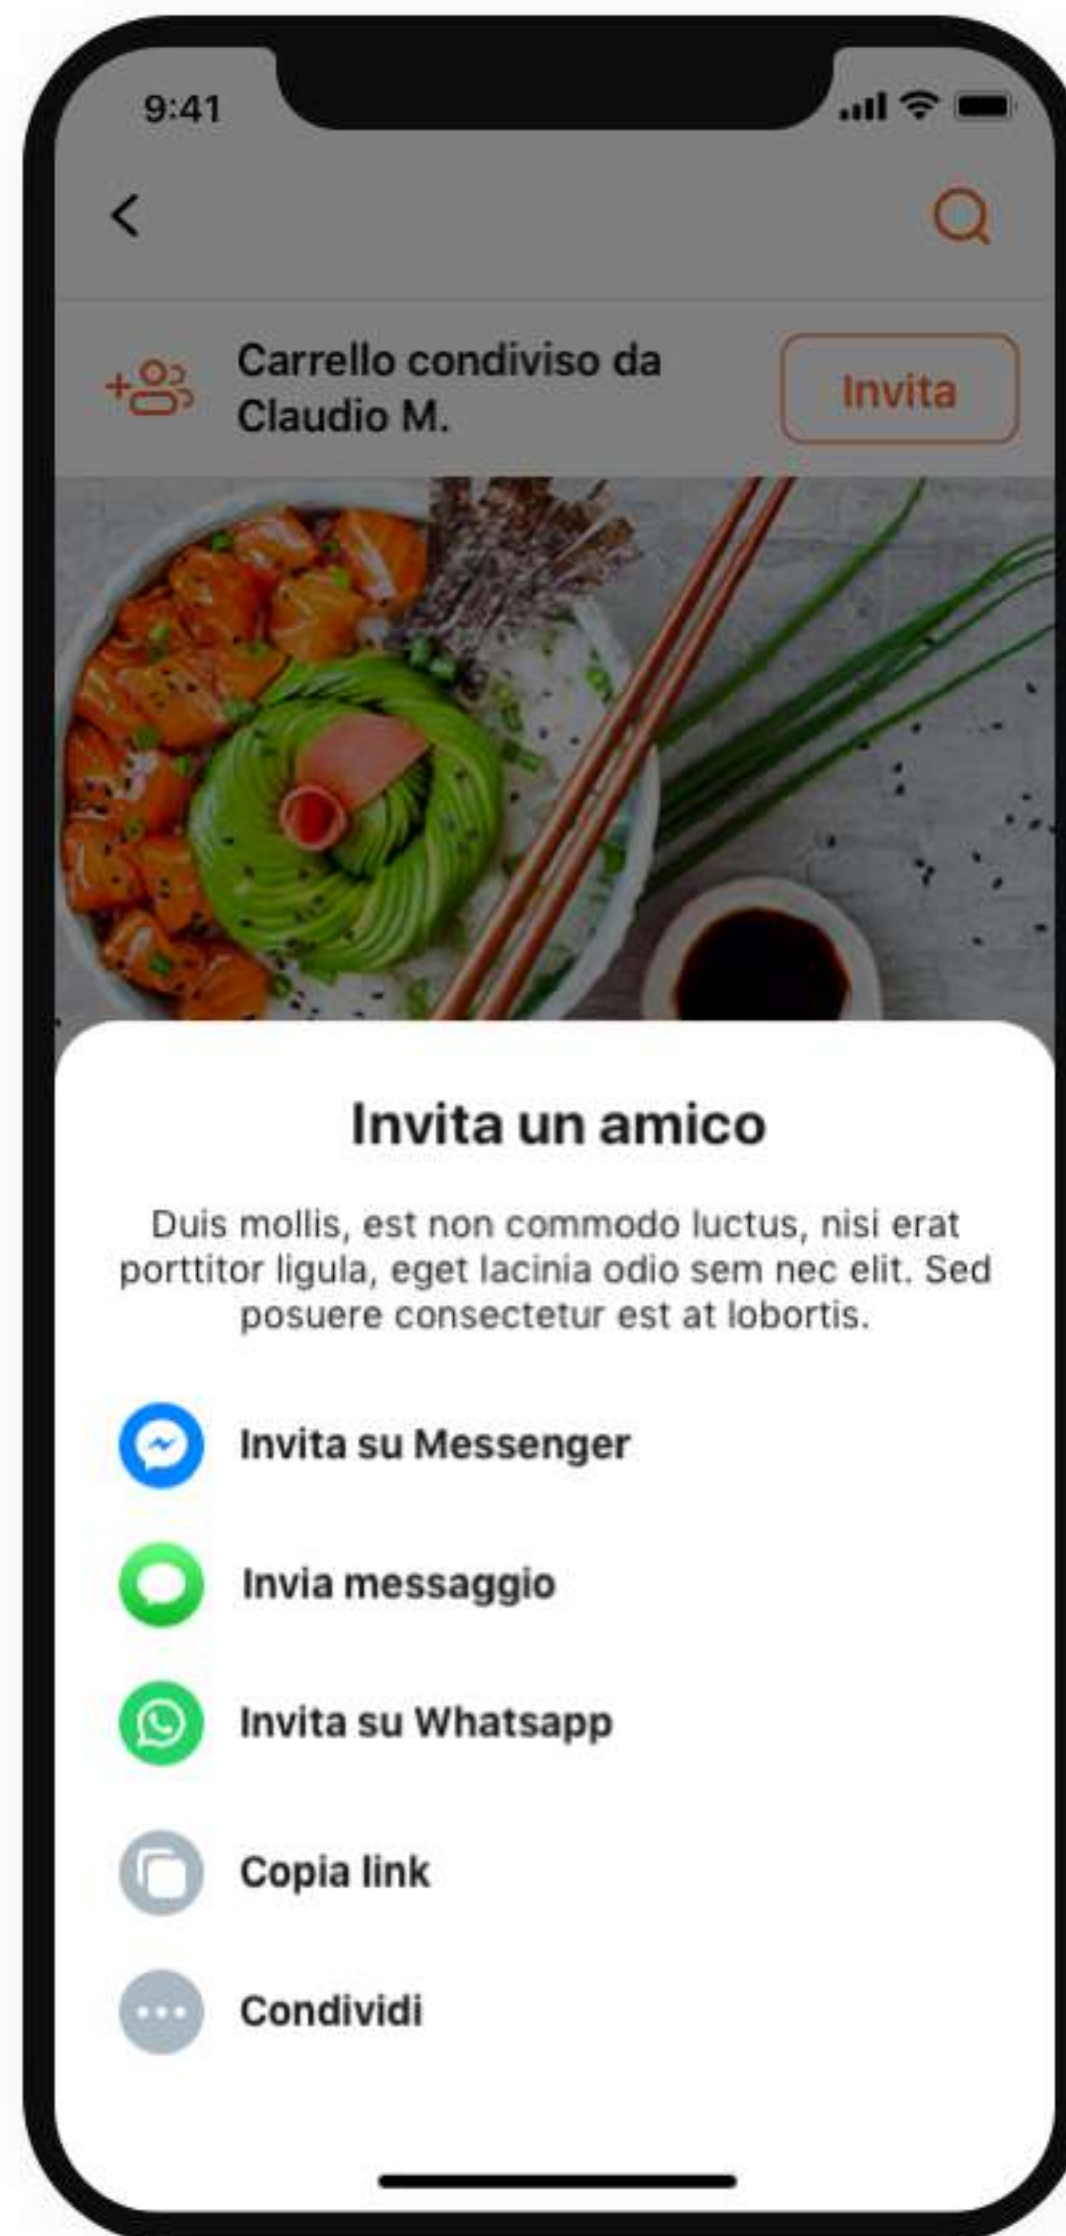 9:41
Carrello condiviso da
Claudio M.
Invita
Invita un amico
Duis mollis, est non commodo luctus, nisi erat
porttitor ligula, eget lacinia odio sem nec elit. Sed
posuere consectetur est at lobortis.
Invita su Messenger
Invia messaggio
Invita su Whatsapp
Copia link
Condividi